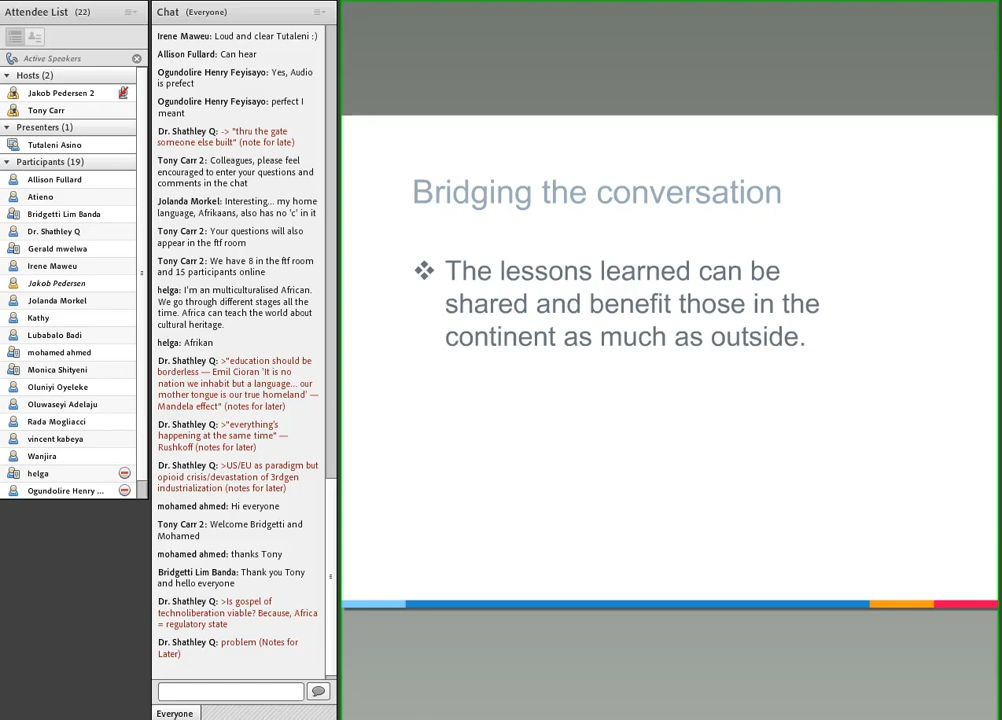 Attendee List (22)
Active Speakers
Hosts (2)
Jakob Pedersen 2
Tony Carr
Presenters (1)
Tutaleni Asino
Participants (19)
Allison Fullard
Atieno
Bridgetti Lim Banda
Dr. Shathley Q
Gerald mwelwa
Irene Maweu
Jakob Pedersen
Jolanda Morkel
Kathy
Lubabalo Badi
mohamed ahmed
Monica Shityeni
Oluniyi Oyeleke
Oluwaseyi Adelaju
Rada Mogliacci
vincent kabeya
Wanjira
helga
Ogundolire Henry ...
Chat (Everyone)
Irene Maweu: Loud and clear Tutaleni :)
Allison Fullard: Can hear
Ogundolire Henry Feyisayo: Yes, Audio
is prefect
Ogundolire Henry Feyisayo: perfect I
meant
Dr. Shathley Q: -> "thru the gate
someone else built" (note for late)
Tony Carr 2: Colleagues, please feel
encouraged to enter your questions and
comments in the chat
Jolanda Morkel: Interesting... my home
language, Afrikaans, also has no 'c' in it
Tony Carr 2: Your questions will also
appear in the ftf room
Tony Carr 2: We have 8 in the ftf room
and 15 participants online
helga: I'm an multiculturalised African.
We go through different stages all the
time. Africa can teach the world about
cultural heritage.
helga: Afrikan
Dr. Shathley Q: >"education should be
borderless — Emil Cioran 'It is no
nation we inhabit but a language... our
mother tongue is our true homeland' —
Mandela effect" (notes for later)
Dr. Shathley Q: >"everything's
happening at the same time" —
Rushkoff (notes for later)
Dr. Shathley Q: >US/EU as paradigm but
opioid crisis/devastation of 3rdgen
industrialization (notes for later)
mohamed ahmed: Hi everyone
Tony Carr 2: Welcome Bridgetti and
Mohamed
mohamed ahmed: thanks Tony
Bridgetti Lim Banda: Thank you Tony
and hello everyone
Dr. Shathley Q: >Is gospel of
technoliberation viable? Because, Africa
= regulatory state
Dr. Shathley Q: problem (Notes for
Later)
Everyone
Bridging the conversation
❖ The lessons learned can be
shared and benefit those in the
continent as much as outside.